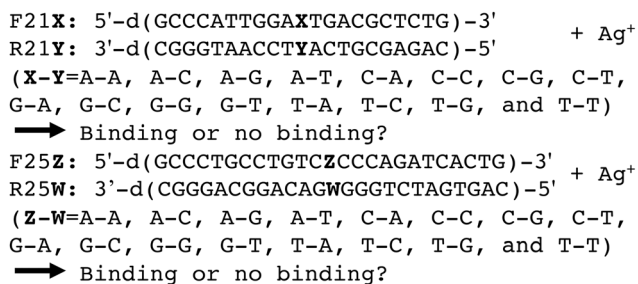 F21X: 5'-d(GCCCATTGGAXTGACGCTCTG)-3'
+ Ag⁺
R21Y: 5'-d(CGGGTAACCTYACTGCGAGAC)-5'
(X-Y=A-A, A-C, A-G, A-T, C-A, C-C, C-G, C-T,
G-A, G-C, G-G, G-T, T-A, T-C, T-G, and T-T)
Binding or no binding?
F25Z: 5'-d(GCCCTGCCTGTCZCCCAGATCACTG)-3'
+ Ag⁺
R25W: 3’-d(CGGGACGGACAGWGGGTCTAGTGAC)-5'
(Z-W=A-A, A-C, A-G, A-T, C-A, C-C, C-G, C-T,
G-A, G-C, G-G, G-T, T-A, T-C, T-G, and T-T)
Binding or no binding?